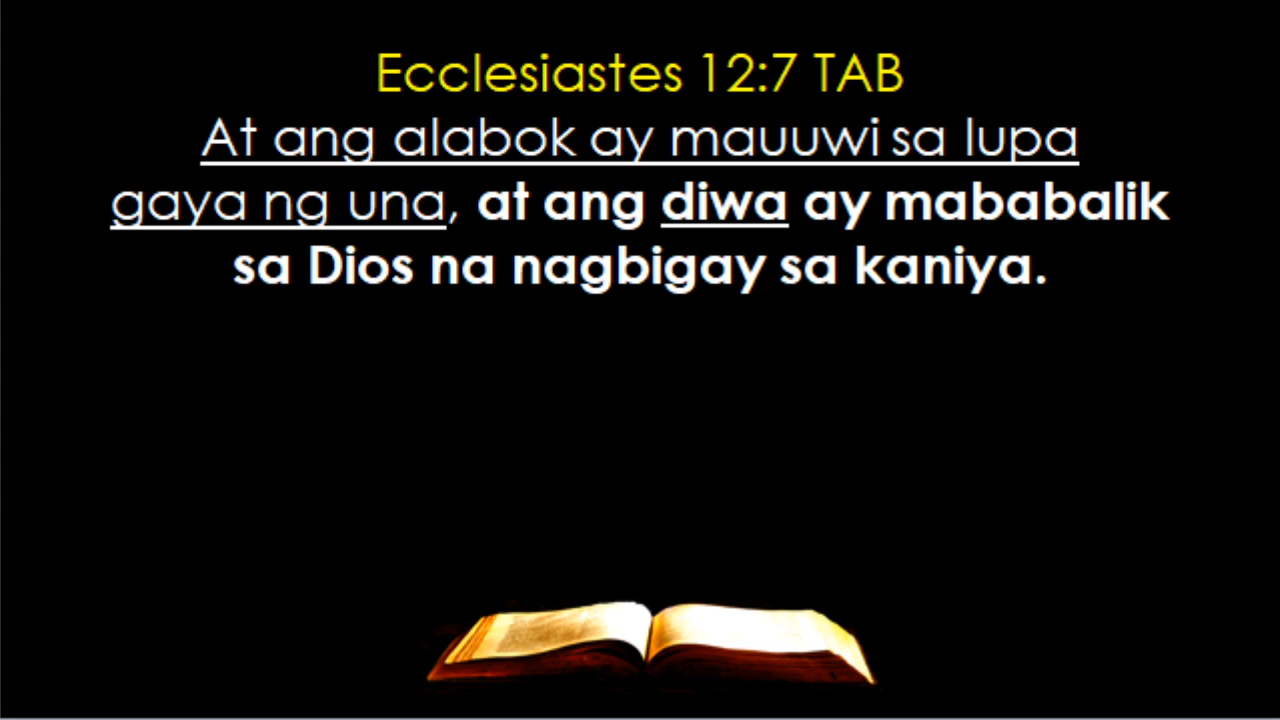 Ecclesiastes 12:7 TAB
At ang alabok ay mauuwi sa lupa
gaya ng una, at ang diwa ay mababalik
sa Dios na nagbigay sa kaniya.